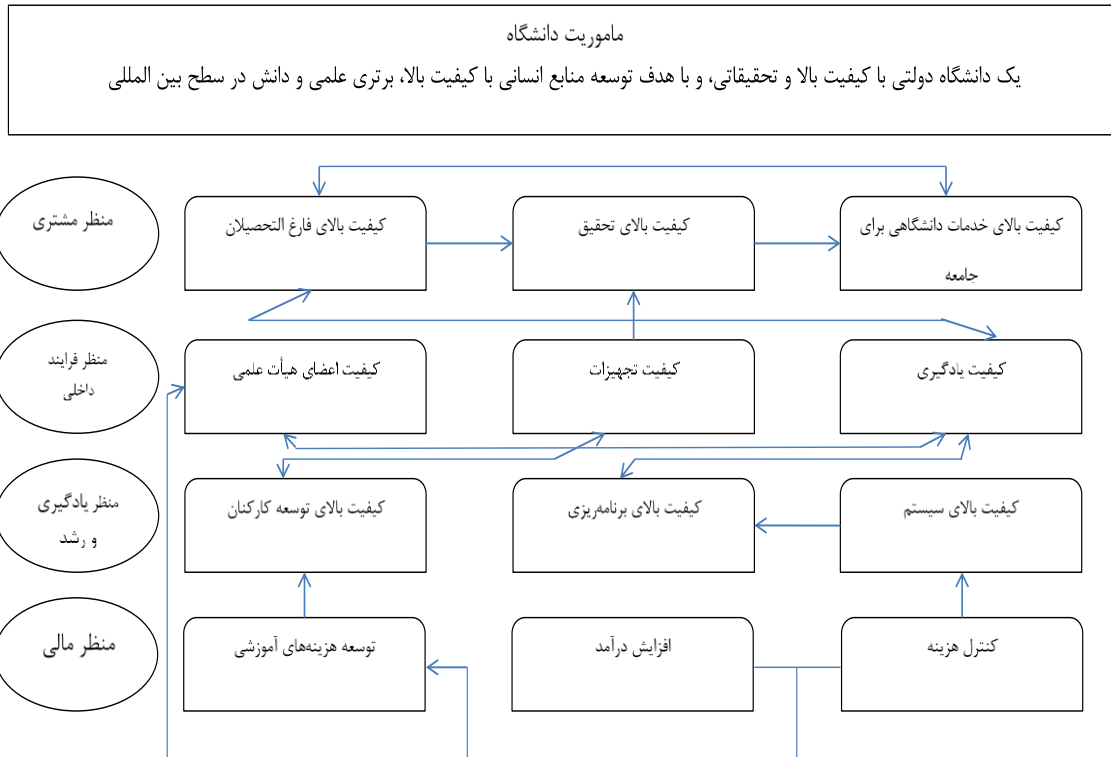 ماموریت دانشگاه
یک دانشگاه دولتی با کیفیت بالا و تحقیقاتی، و با هدف توسعه منابع انسانی با کیفیت بالا، برتری علمی و دانش در سطح بین المللی
منظر مشتری
کیفیت بالای فارغ التحصیلان
کیفیت بالای تحقیق
کیفیت بالای خدمات دانشگاهی برای
جامعه
منظر فرایند
داخلی
کیفیت اعضای هیأت علمی
کیفیت تجهیزات
کیفیت یادگیری
منظر یادگیری
و رشد
کیفیت بالای توسعه کارکنان
کیفیت بالای برنامه‌ریزی
کیفیت بالای سیستم
منظر مالی
توسعه هزینه‌های آموزشی
افزایش درآمد
کنترل هزینه